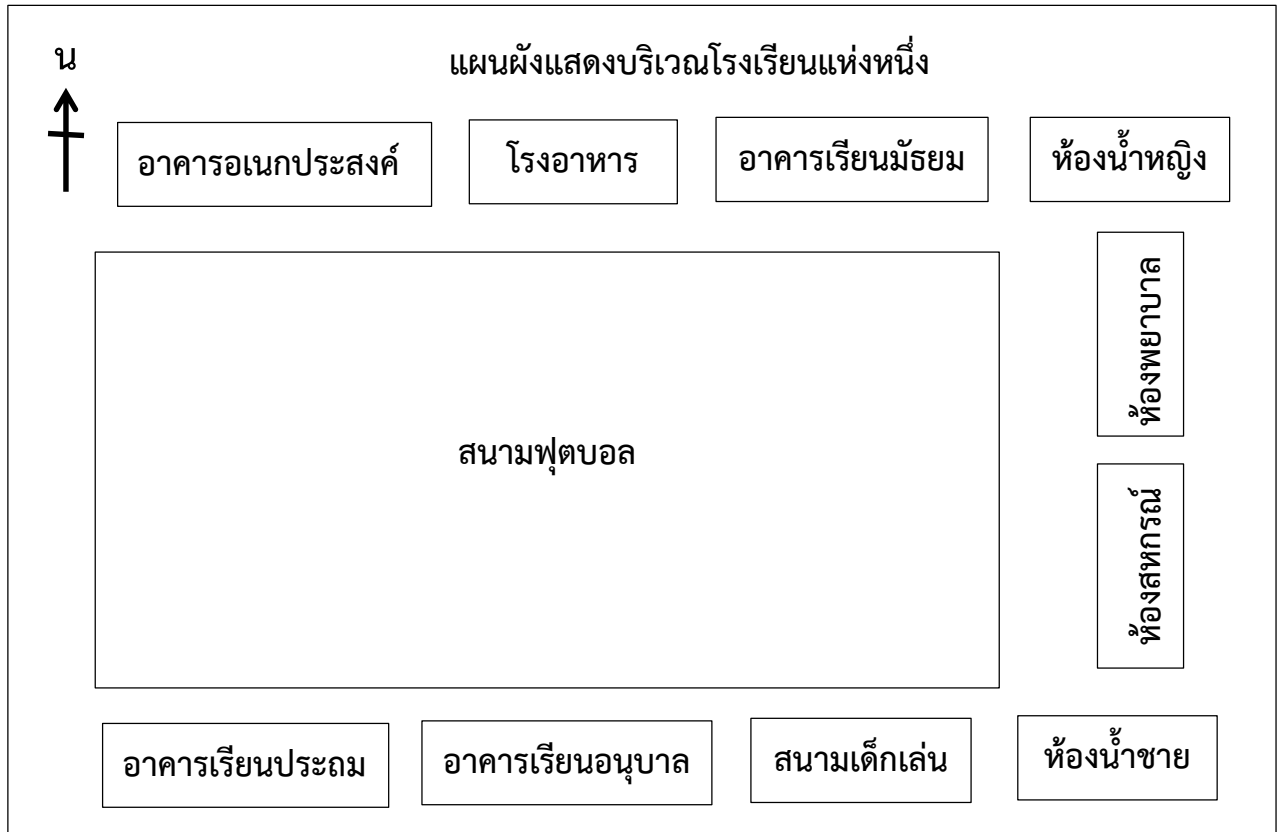 น
แผนผังแสดงบริเวณโรงเรียนแห่งหนึ่ง
อาคารอเนกประสงค์
โรงอาหาร
อาคารเรียนมัธยม
ห้องน้ำหญิง
ห้องพยาบาล
สนามฟุตบอล
ห้องสหกรณ์
อาคารเรียนประถม
อาคารเรียนอนุบาล
สนามเด็กเล่น
ห้องน้ำชาย